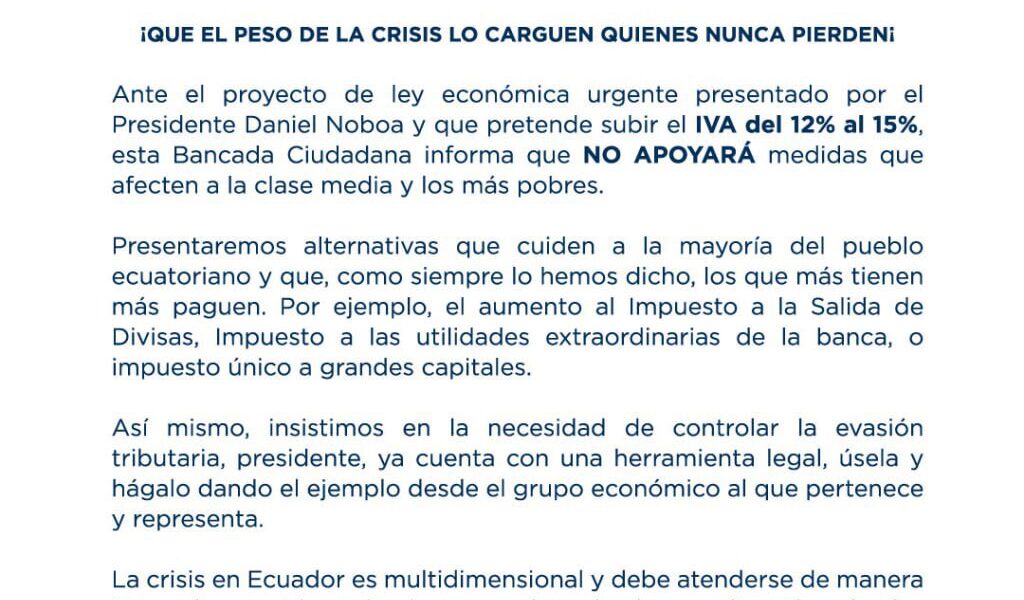 ¡QUE EL PESO DE LA CRISIS LO CARGUEN QUIENES NUNCA PIERDEN¡
Ante el proyecto de ley económica urgente presentado por el
Presidente Daniel Noboa y que pretende subir el IVA del 12% al 15%,
esta Bancada Ciudadana informa que NO APOYARÁ medidas que
afecten a la clase media y los más pobres.
Presentaremos alternativas que cuiden a la mayoría del pueblo
ecuatoriano y que, como siempre lo hemos dicho, los que más tienen
más paguen. Por ejemplo, el aumento al Impuesto a la Salida de
Divisas, Impuesto a las utilidades extraordinarias de la banca, o
impuesto único a grandes capitales.
Así mismo, insistimos en la necesidad de controlar la evasión
tributaria, presidente, ya cuenta con una herramienta legal, úsela y
hágalo dando el ejemplo desde el grupo económico al que pertenece
y representa.
La crisis en Ecuador es multidimensional y debe atenderse de manera